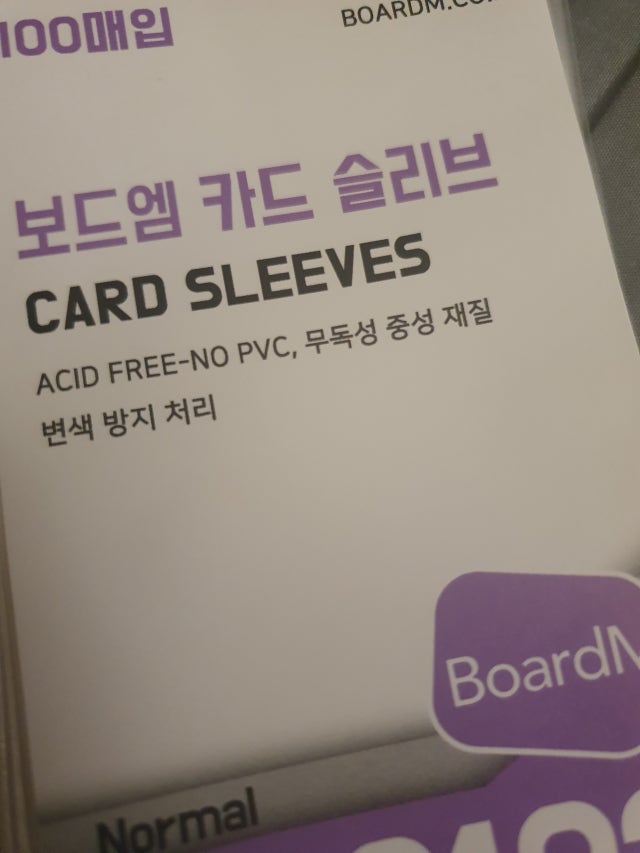 100매입
BOARDM.CO
보드엠 카드 슬리브
CARD SLEEVES
ACID FREE-NO PVC, 무독성 중성 재질
변색 방지 처리
BoardM
Normal